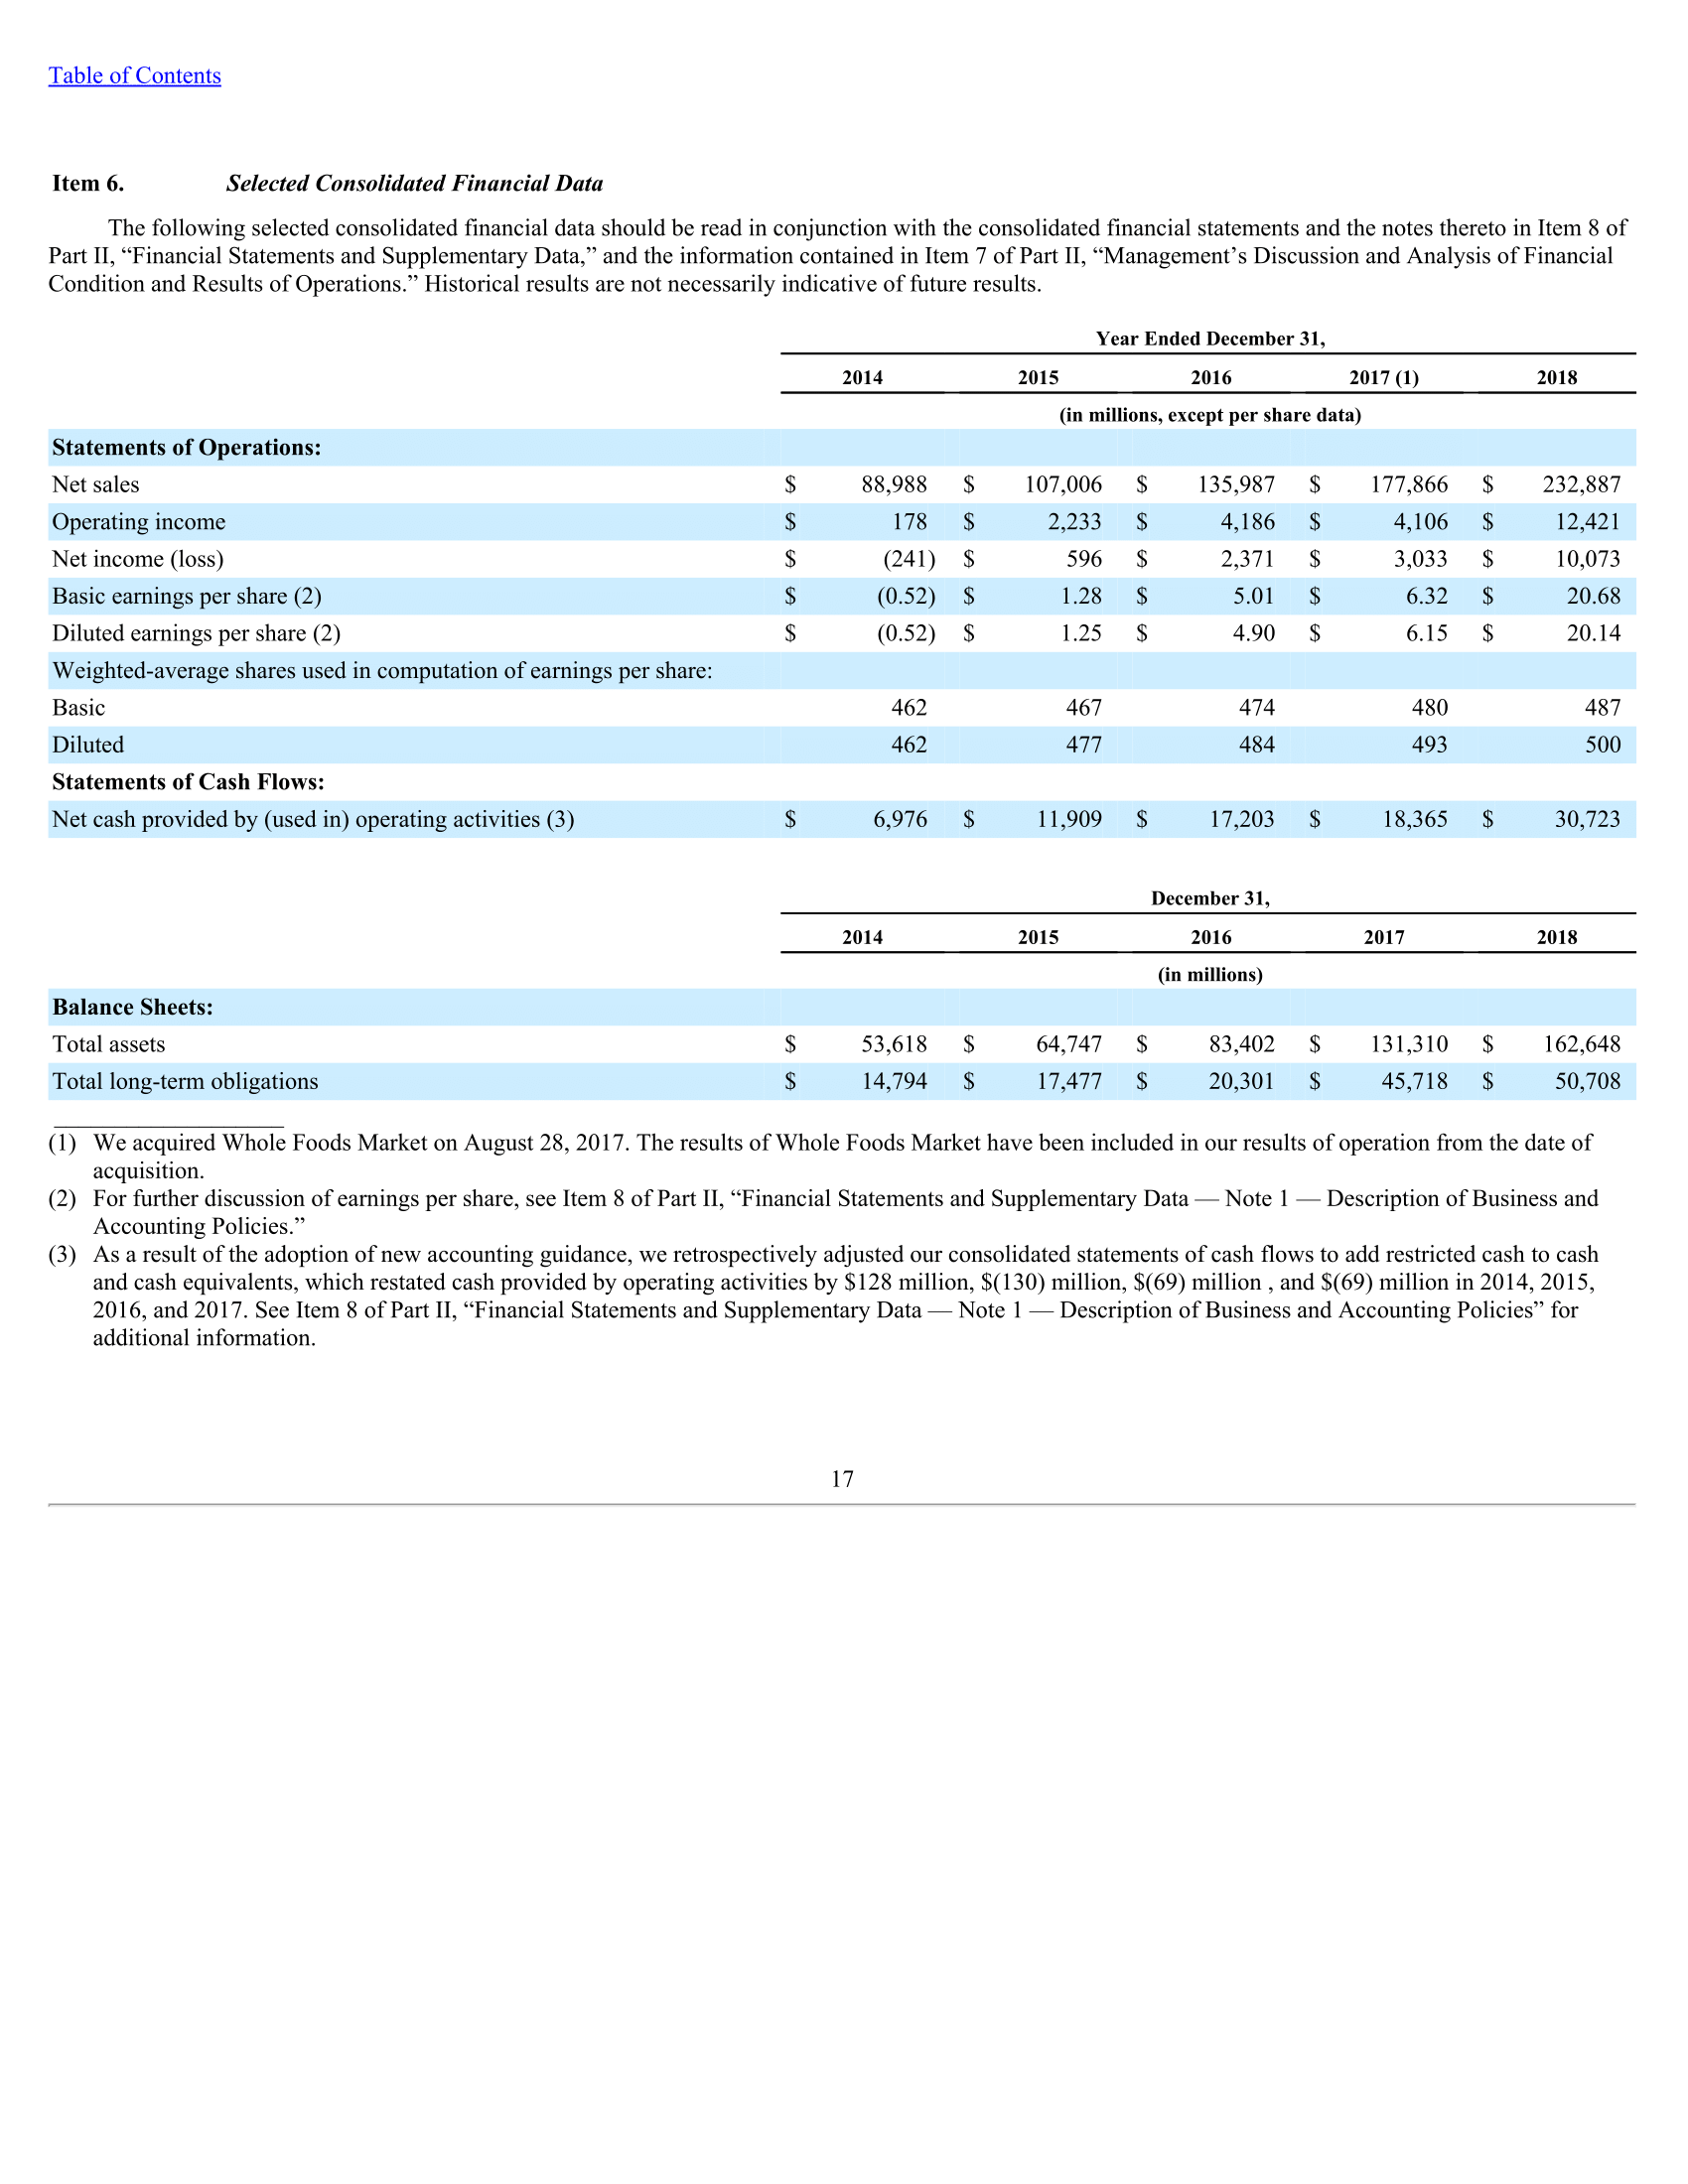 Table of Contents
Item 6. Selected Consolidated Financial Data
The following selected consolidated financial data should be read in conjunction with the consolidated financial statements and the notes thereto in Item 8 of
Part II, “Financial Statements and Supplementary Data,” and the information contained in Item 7 of Part II, “Management’s Discussion and Analysis of Financial
Condition and Results of Operations.” Historical results are not necessarily indicative of future results.
Year Ended December 31,
2014 2015 2016 2017 (1) 2018
(in millions, except per share data)
Statements of Operations:
Net sales $ 88,988 $ 107,006 $ 135,987 $ 177,866 $ 232,887
Operating income $ 178 $ 2,233 $ 4,186 $ 4,106 $ 12,421
Net income (loss) $ (241) $ 596 $ 2,371 $ 3,033 $ 10,073
Basic earnings per share (2) $ (0.52) $ 1.28 $ 5.01 $ 6.32 $ 20.68
Diluted earnings per share (2) $ (0.52) $ 1.25 $ 4.90 $ 6.15 $ 20.14
Weighted-average shares used in computation of earnings per share:
Basic 462 467 474 480 487
Diluted 462 477 484 493 500
Statements of Cash Flows:
Net cash provided by (used in) operating activities (3) $ 6,976 $ 11,909 $ 17,203 $ 18,365 $ 30,723
December 31,
2014 2015 2016 2017 2018
(in millions)
Balance Sheets:
Total assets $ 53,618 $ 64,747 $ 83,402 $ 131,310 $ 162,648
Total long-term obligations $ 14,794 $ 17,477 $ 20,301 $ 45,718 $ 50,708
(1) We acquired Whole Foods Market on August 28, 2017. The results of Whole Foods Market have been included in our results of operation from the date of
acquisition.
(2) For further discussion of earnings per share, see Item 8 of Part II, “Financial Statements and Supplementary Data — Note 1 — Description of Business and
Accounting Policies.”
(3) As a result of the adoption of new accounting guidance, we retrospectively adjusted our consolidated statements of cash flows to add restricted cash to cash
and cash equivalents, which restated cash provided by operating activities by $128 million, $(130) million, $(69) million , and $(69) million in 2014, 2015,
2016, and 2017. See Item 8 of Part II, “Financial Statements and Supplementary Data — Note 1 — Description of Business and Accounting Policies” for
additional information.
17